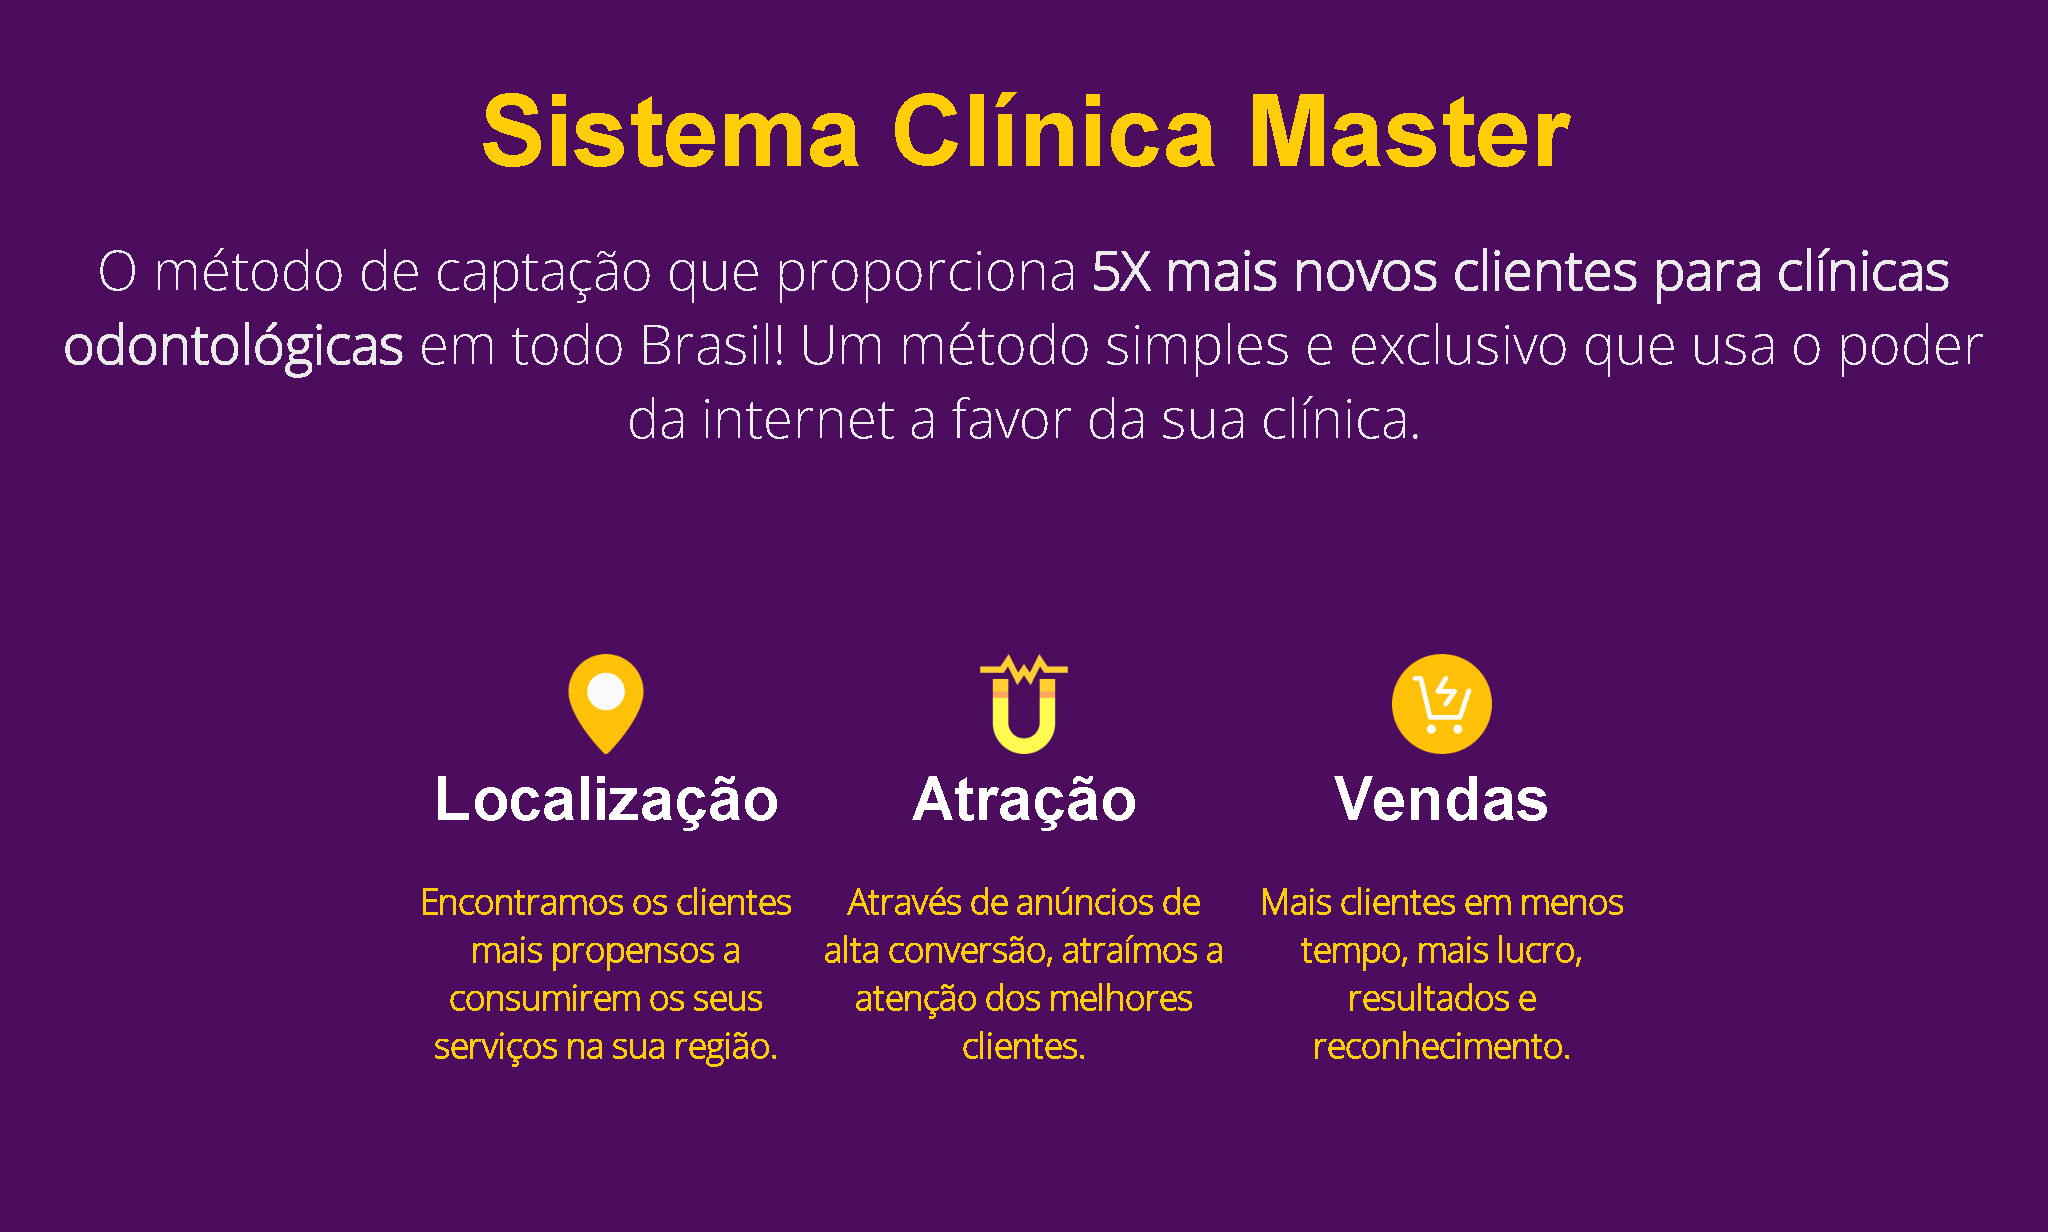 Sistema Clínica Master
O método de captação que proporciona 5X mais novos clientes para clínicas
odontológicas em todo Brasil! Um método simples e exclusivo que usa o poder
da internet a favor da sua clínica.
Localização
Encontramos os clientes
mais propensos a
consumirem os seus
serviços na sua região.
Atração
Através de anúncios de
alta conversão, atraímos a
atenção dos melhores
clientes.
Vendas
Mais clientes em menos
tempo, mais lucro,
resultados e
reconhecimento.